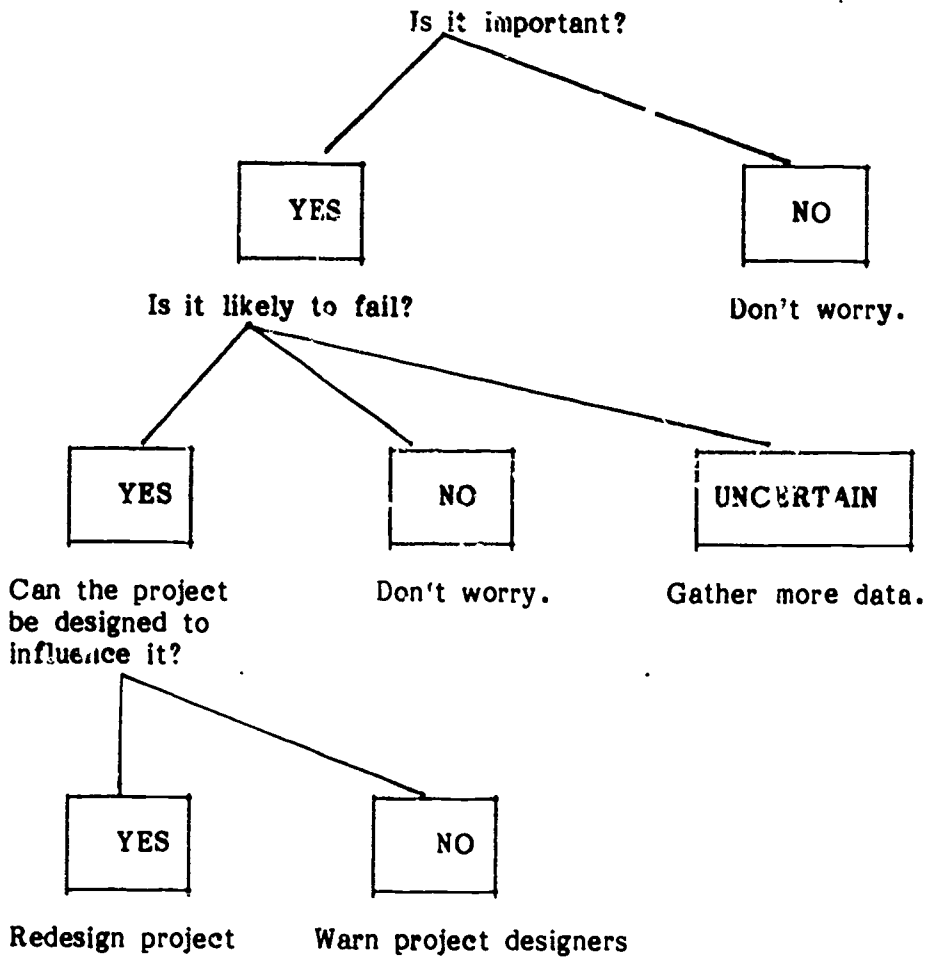 Is it important?
YES
NO
Is it likely to fail?
Don't worry.
YES
NO
UNCERTAIN
Can the project
be designed to
influence it?
Don't worry.
Gather more data.
YES
NO
Redesign project
Warn project designers